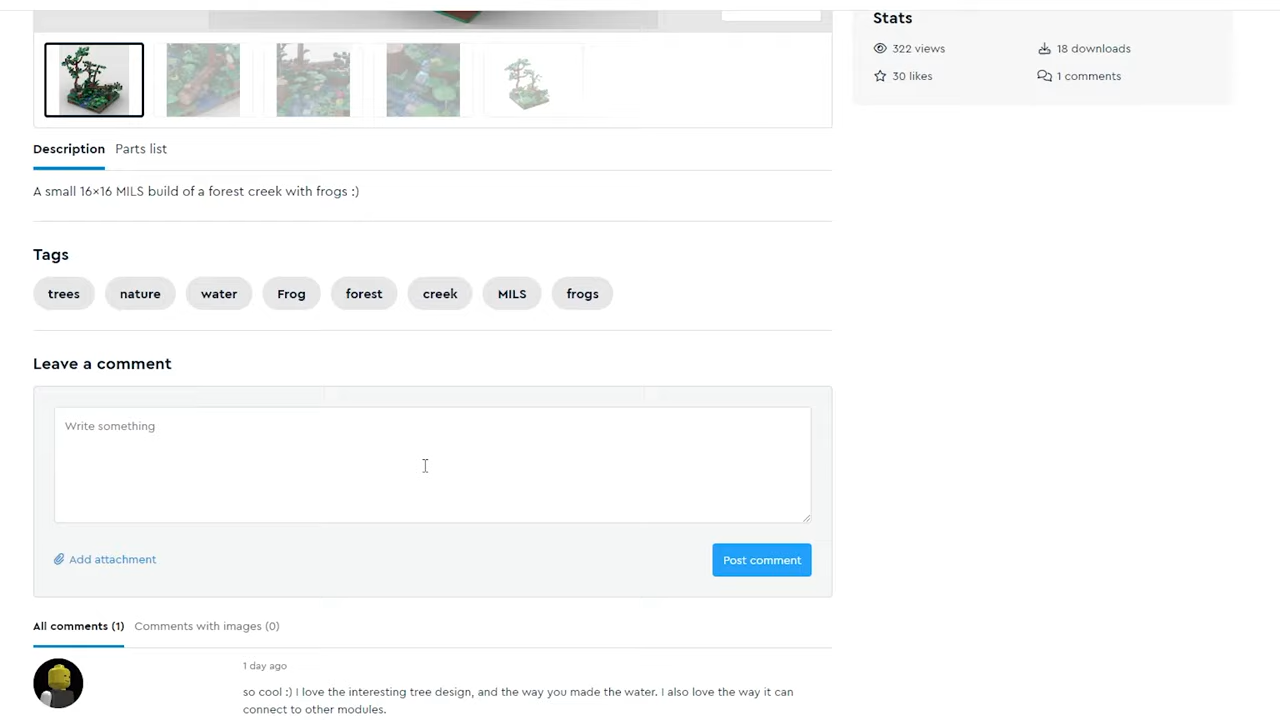 Stats
322 views
18 downloads
30 likes
1 comments
Description
Parts list
A small 16×16 MILS build of a forest creek with frogs :)
Tags
trees
nature
water
Frog
forest
creek
MILS
frogs
Leave a comment
Write something
Add attachment
Post comment
All comments (1)
Comments with images (0)
1 day ago
so cool :) I love the interesting tree design, and the way you made the water. I also love the way it can
connect to other modules.